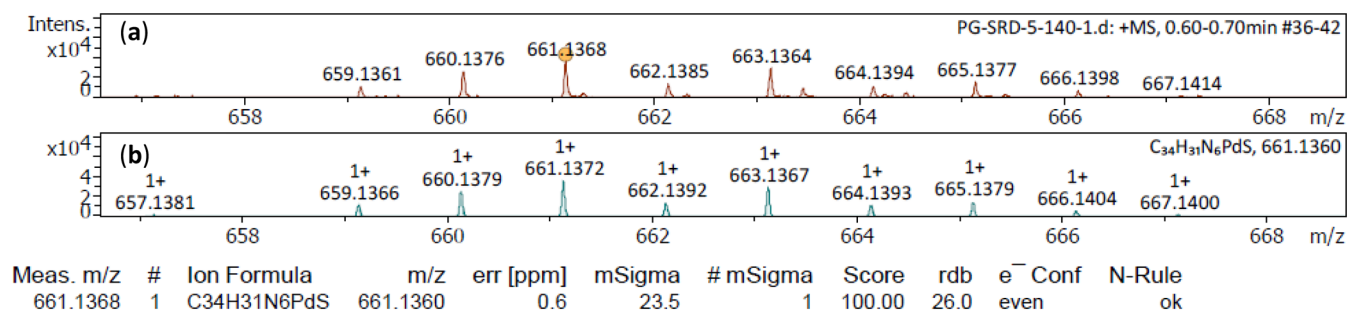 Intens.
x10⁴
(a)
PG-SRD-5-140-1.d: +MS, 0.60-0.70min #36-42
659.1361 660.1376 661.1368 662.1385 663.1364 664.1394 665.1377 666.1398 667.1414
2
0
658 660 662 664 666 668 m/z
x10⁴
(b)
C₃₄H₃₁N₆PdS, 661.1360
1+ 1+ 1+ 1+ 1+ 1+ 1+ 1+ 1+ 1+
657.1381 659.1366 660.1379 661.1372 662.1392 663.1367 664.1393 665.1379 666.1404 667.1400
4
2
0
658 660 662 664 666 668 m/z
Meas. m/z # Ion Formula m/z err [ppm] mSigma # mSigma Score rdb e⁻ Conf N-Rule
661.1368 1 C34H31N6PdS 661.1360 0.6 23.5 1 100.00 26.0 even ok